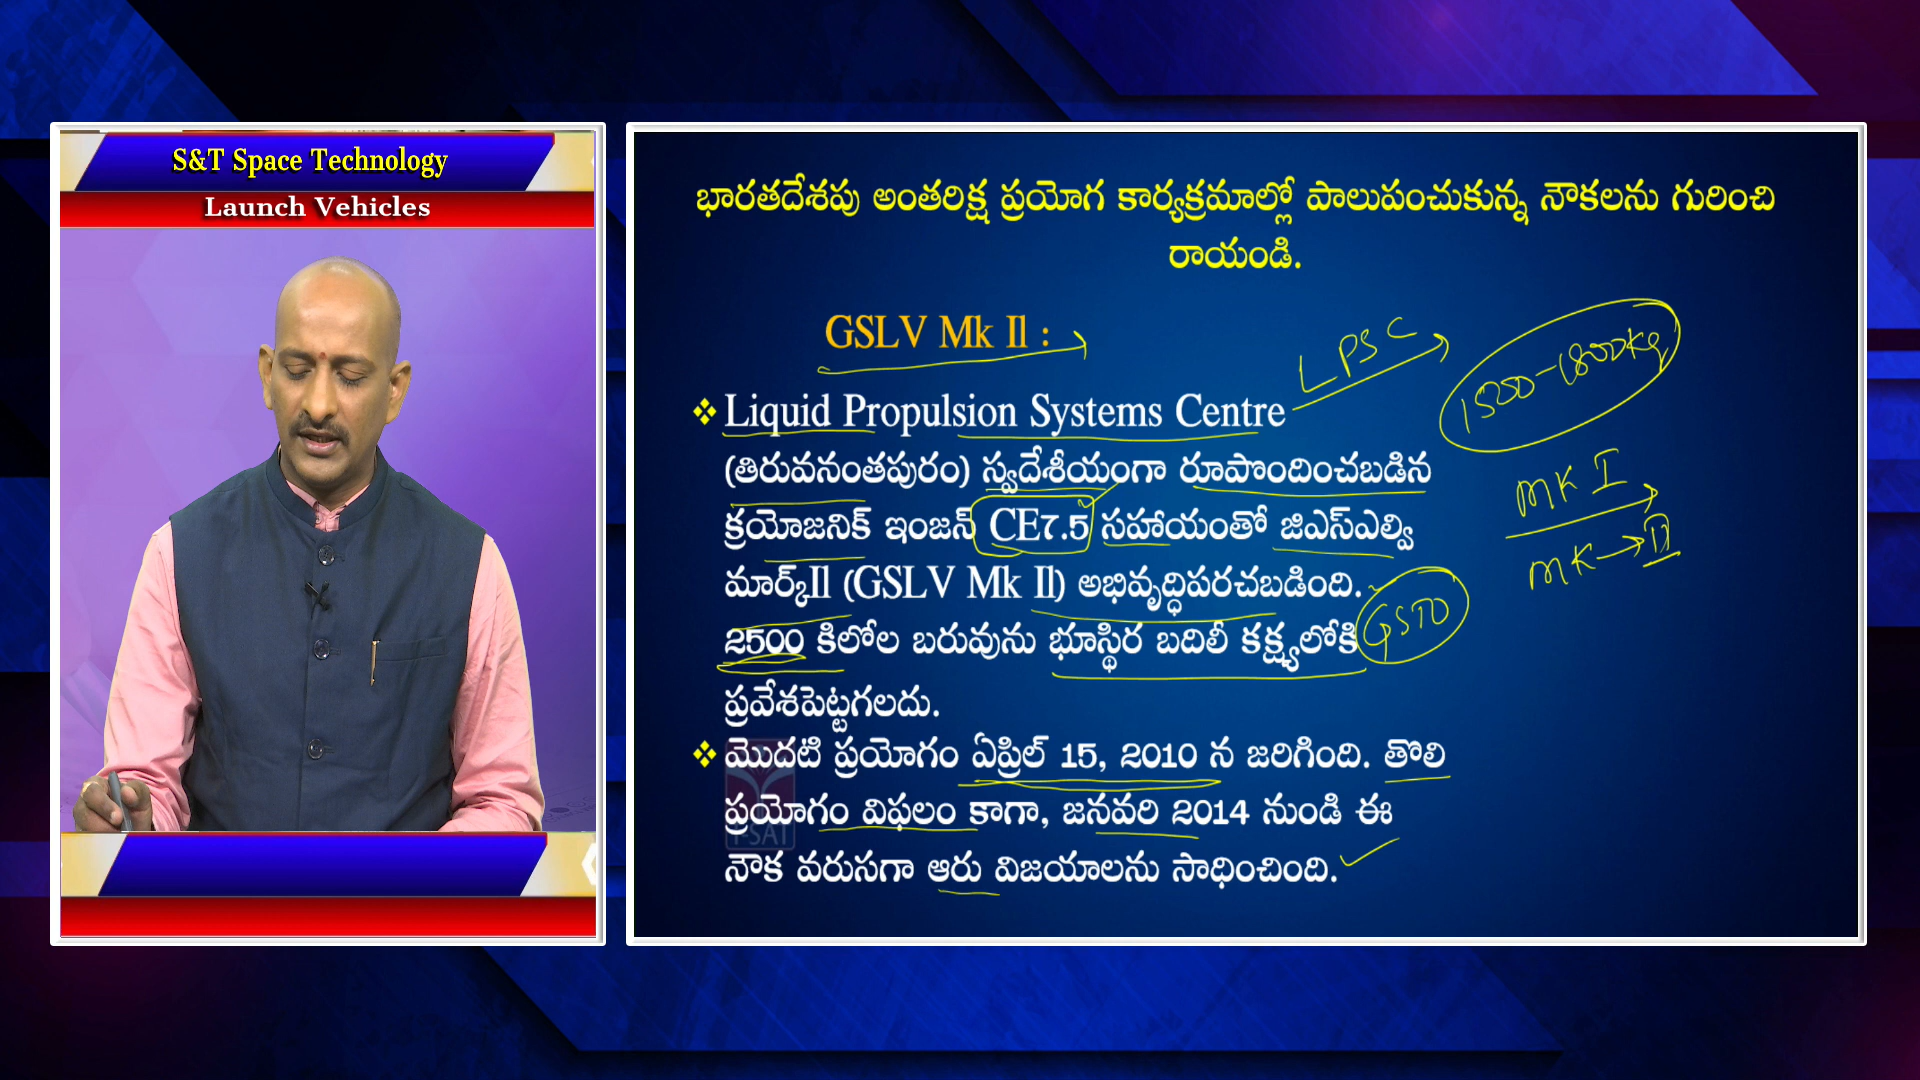 S&T Space Technology
Launch Vehicles
భారతదేశపు అంతరిక్ష ప్రయోగ కార్యక్రమాల్లో పాలుపంచుకున్న నౌకలను గురించి
రాయండి.
GSLV Mk II :
LPSC
1500-1800kg
❖ Liquid Propulsion Systems Centre
(తిరువనంతపురం) స్వదేశీయంగా రూపొందించబడిన
MK I
క్రయోజనిక్ ఇంజన్ CE7.5 సహాయంతో జిఎస్ఎల్వి
MK → II
మార్క్II (GSLV Mk II) అభివృద్ధిపరచబడింది.
2500 కిలోల బరువును భూస్థిర బదిలీ కక్ష్యలోకి
GSTO
ప్రవేశపెట్టగలదు.
❖ మొదటి ప్రయోగం ఏప్రిల్ 15, 2010 న జరిగింది. తొలి
ప్రయోగం విఫలం కాగా, జనవరి 2014 నుండి ఈ
నౌక వరుసగా ఆరు విజయాలను సాధించింది.
T-SAT